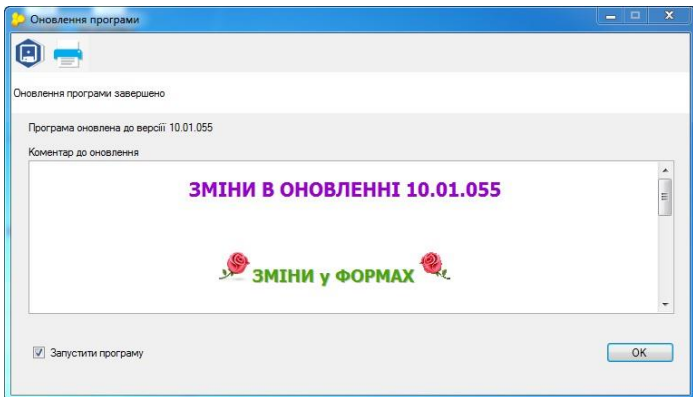 Оновлення програми
Оновлення програми завершено
Програма оновлена до версіїї 10.01.055
Коментар до оновлення
ЗМІНИ В ОНОВЛЕННІ 10.01.055
ЗМІНИ у ФОРМАХ
Запустити програму
OK